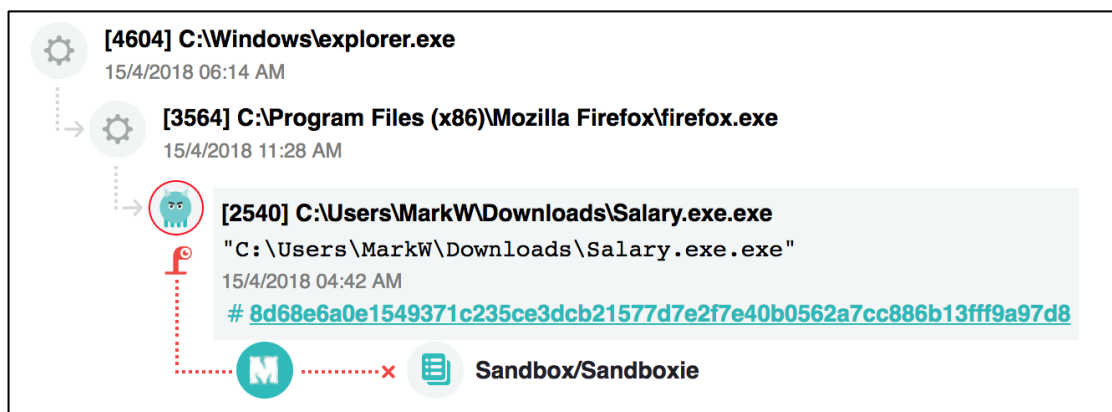 [4604] C:\Windows\explorer.exe
15/4/2018 06:14 AM
[3564] C:\Program Files (x86)\Mozilla Firefox\firefox.exe
15/4/2018 11:28 AM
[2540] C:\Users\MarkW\Downloads\Salary.exe.exe
"C:\Users\MarkW\Downloads\Salary.exe.exe"
15/4/2018 04:42 AM
# 8d68e6a0e1549371c235ce3dcb21577d7e2f7e40b0562a7cc886b13fff9a97d8
M
Sandbox/Sandboxie